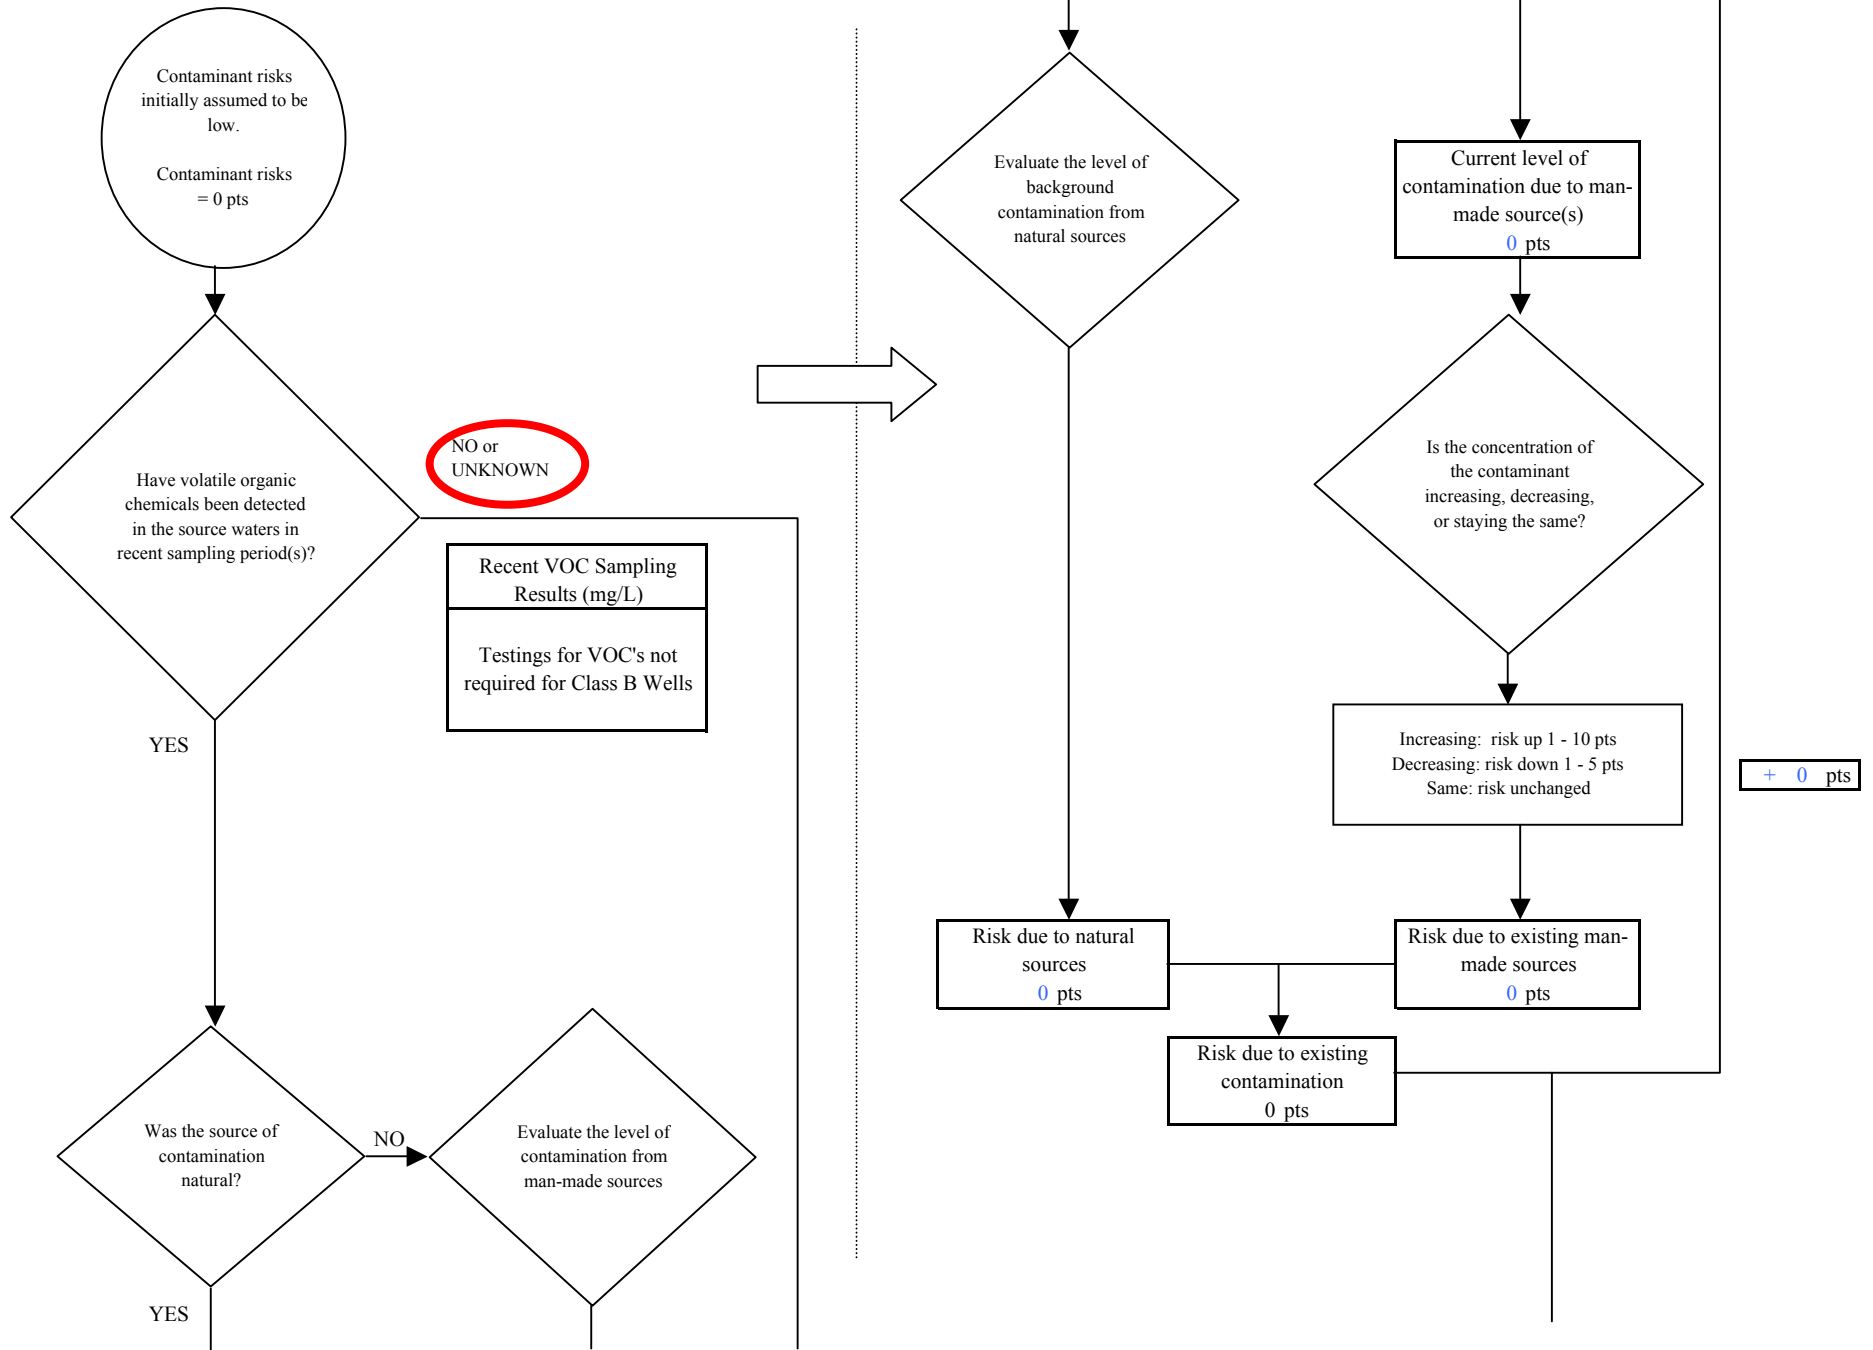 Contaminant risks
initially assumed to be
low.
Contaminant risks
= 0 pts
Have volatile organic
chemicals been detected
in the source waters in
recent sampling period(s)?
NO or
UNKNOWN
Recent VOC Sampling
Results (mg/L)
Testings for VOC's not
required for Class B Wells
YES
Was the source of
contamination
natural?
NO
Evaluate the level of
contamination from
man-made sources
YES
Evaluate the level of
background
contamination from
natural sources
Current level of
contamination due to man-
made source(s)
0 pts
Is the concentration of
the contaminant
increasing, decreasing,
or staying the same?
Increasing: risk up 1 - 10 pts
Decreasing: risk down 1 - 5 pts
Same: risk unchanged
+ 0 pts
Risk due to natural
sources
0 pts
Risk due to existing man-
made sources
0 pts
Risk due to existing
contamination
0 pts